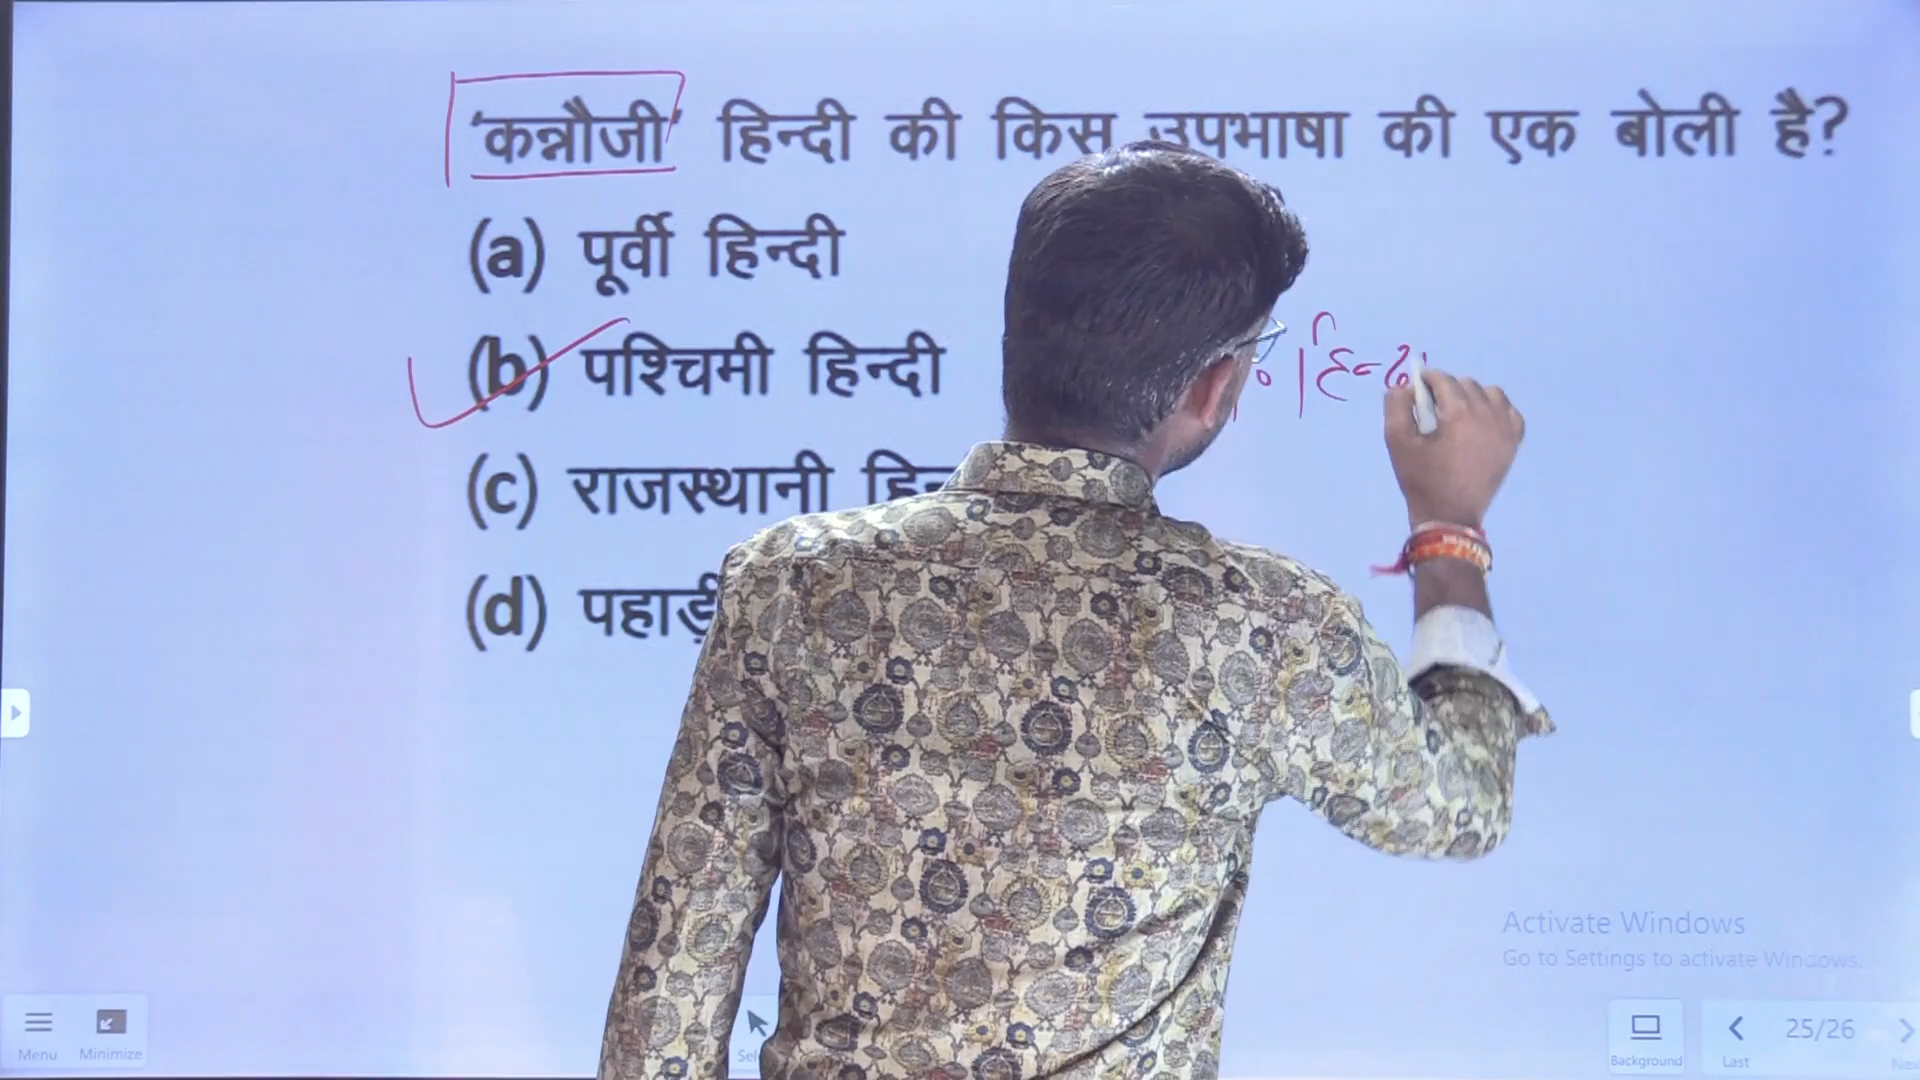 'कन्नौजी' हिन्दी की किस उपभाषा की एक बोली है?
(a) पूर्वी हिन्दी
(b) पश्चिमी हिन्दी
(c) राजस्थानी
(d)
Activate Windows
Go to Settings to activate Windows.
Menu
Minimize
Background
Last
25/26